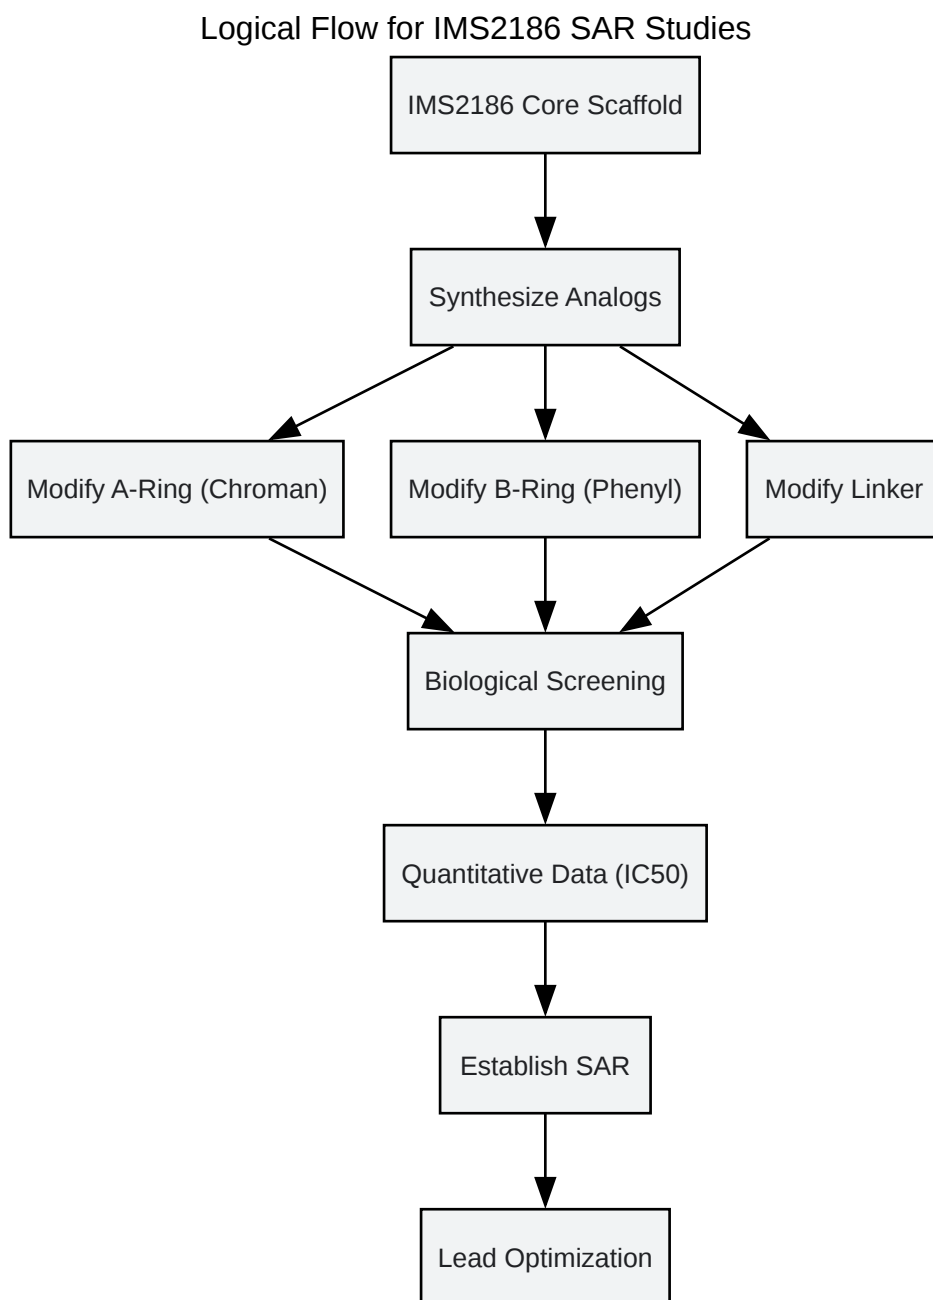 Logical Flow for IMS2186 SAR Studies
IMS2186 Core Scaffold
Synthesize Analogs
Modify A-Ring (Chroman)
Modify B-Ring (Phenyl)
Modify Linker
Biological Screening
Quantitative Data (IC50)
Establish SAR
Lead Optimization